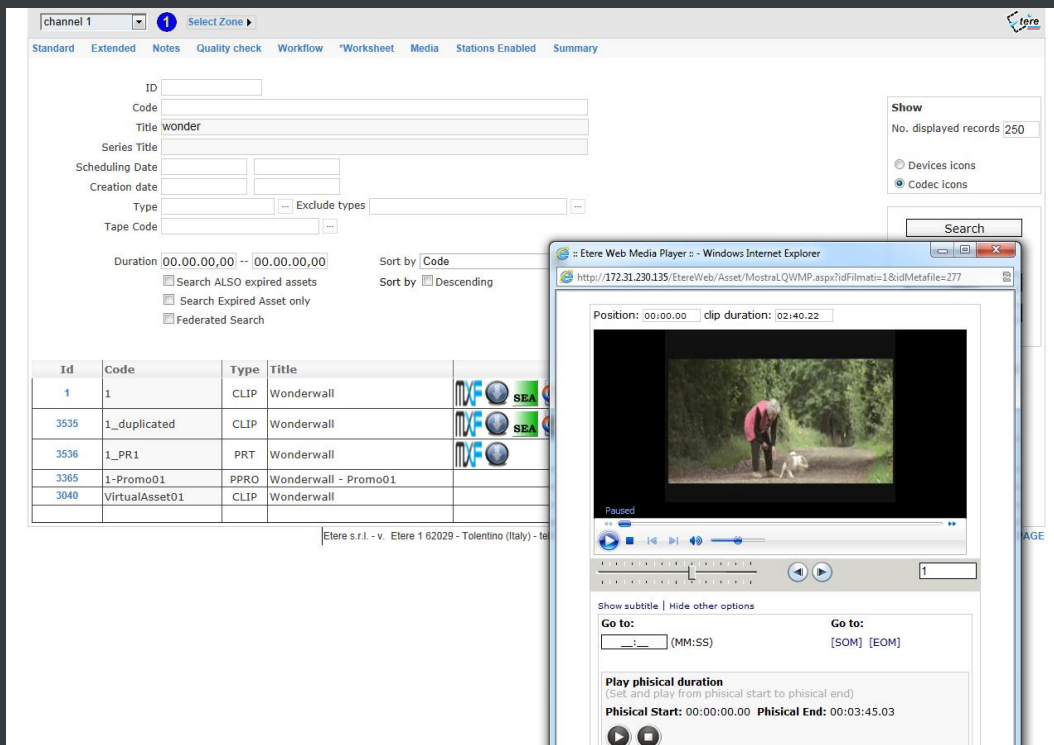 channel 1
1
Select Zone
etere
Standard Extended Notes Quality check Workflow *Worksheet Media Stations Enabled Summary
ID
Code
Title wonder
Series Title
Scheduling Date
Creation date
Type ... Exclude types ...
Tape Code ...
Duration 00.00.00,00 -- 00.00.00,00 Sort by Code
Search ALSO expired assets Sort by Descending
Search Expired Asset only
Federated Search
Show
No. displayed records 250
Devices icons
Codec icons
Search
Id Code Type Title
1 1 CLIP Wonderwall MXF SEA
3535 1_duplicated CLIP Wonderwall MXF SEA
3536 1_PR1 PRT Wonderwall MXF
3365 1-Promo01 PPRO Wonderwall - Promo01
3040 VirtualAsset01 CLIP Wonderwall
Etere s.r.l. - v. Etere 1 62029 - Tolentino (Italy) - te
AGE
:: Etere Web Media Player :: - Windows Internet Explorer
http://172.31.230.135/EtereWeb/Asset/MostraLQWMP.aspx?idFilmati=1&idMetafile=277
Position: 00:00.00 clip duration: 02:40.22
Paused
1
Show subtitle | Hide other options
Go to: Go to:
__:__ (MM:SS) [SOM] [EOM]
Play phisical duration
(Set and play from phisical start to phisical end)
Phisical Start: 00:00:00.00 Phisical End: 00:03:45.03